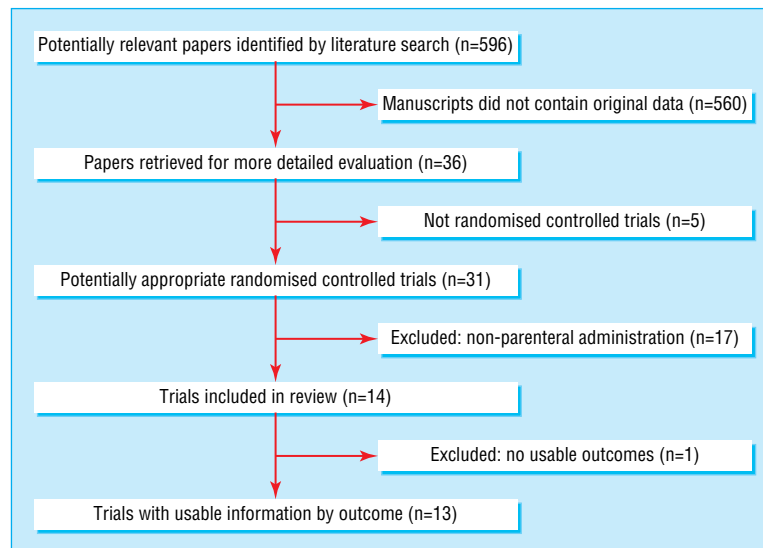 Potentially relevant papers identified by literature search (n=596)
Manuscripts did not contain original data (n=560)
Papers retrieved for more detailed evaluation (n=36)
Not randomised controlled trials (n=5)
Potentially appropriate randomised controlled trials (n=31)
Excluded: non-parenteral administration (n=17)
Trials included in review (n=14)
Excluded: no usable outcomes (n=1)
Trials with usable information by outcome (n=13)